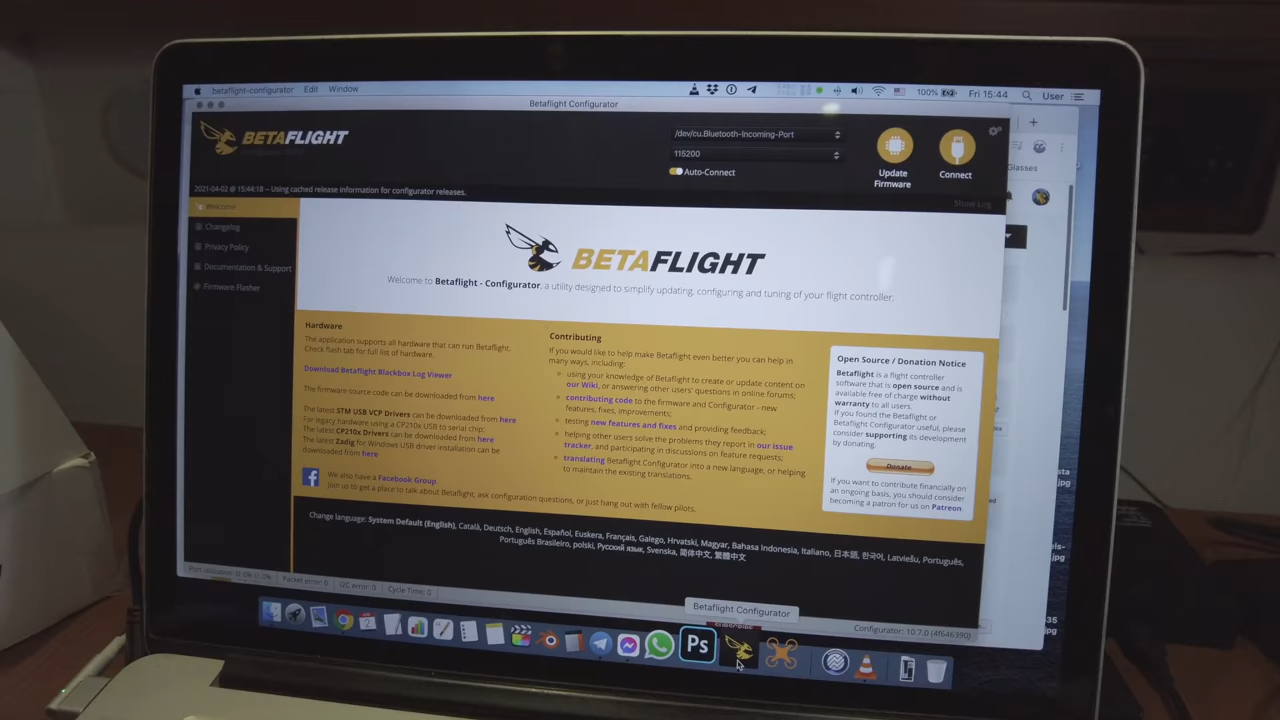 betaflight-configurator Edit Window
100% Fri 15:44 User
Betaflight Configurator
BETAFLIGHT
/dev/cu.Bluetooth-Incoming-Port
115200
Auto-Connect
Update
Firmware
Connect
2021-04-02 @ 15:44:18 -- Using cached release information for configurator releases.
Show Log
Glasses
Welcome
Changelog
Privacy Policy
Documentation & Support
Firmware Flasher
BETAFLIGHT
Welcome to Betaflight - Configurator, a utility designed to simplify updating, configuring and tuning of your flight controller.
Hardware
The application supports all hardware that can run Betaflight.
Check flash tab for full list of hardware.
Download Betaflight Blackbox Log Viewer
The firmware source code can be downloaded from here
The latest STM USB VCP Drivers can be downloaded from here
For legacy hardware using a CP210x USB to serial chip:
The latest CP210x Drivers can be downloaded from here
The latest Zadig for Windows USB driver installation can be
downloaded from here
We also have a Facebook Group.
Join us to get a place to talk about Betaflight, ask configuration questions, or just hang out with fellow pilots.
Contributing
If you would like to help make Betaflight even better you can help in
many ways, including:
using your knowledge of Betaflight to create or update content on
our Wiki, or answering other users' questions in online forums;
contributing code to the firmware and Configurator - new
features, fixes, improvements;
testing new features and fixes and providing feedback;
helping other users solve the problems they report in our issue
tracker, and participating in discussions on feature requests;
translating Betaflight Configurator into a new language, or helping
to maintain the existing translations.
Open Source / Donation Notice
Betaflight is a flight controller
software that is open source and is
available free of charge without
warranty to all users.
If you found the Betaflight or
Betaflight Configurator useful, please
consider supporting its development
by donating.
Donate
If you want to contribute financially on
an ongoing basis, you should consider
becoming a patron for us on Patreon.
Change language: System Default (English), Català, Deutsch, English, Español, Euskera, Français, Galego, Hrvatski, Magyar, Bahasa Indonesia, Italiano, 日本語, 한국어, Latviešu, Português,
Português Brasileiro, polski, Русский язык, Svenska, 简体中文, 繁體中文
Packet error: 0 I2C error: 0 Cycle Time: 0
Configurator: 10.7.0 (4f646390)
Betaflight Configurator
Ps